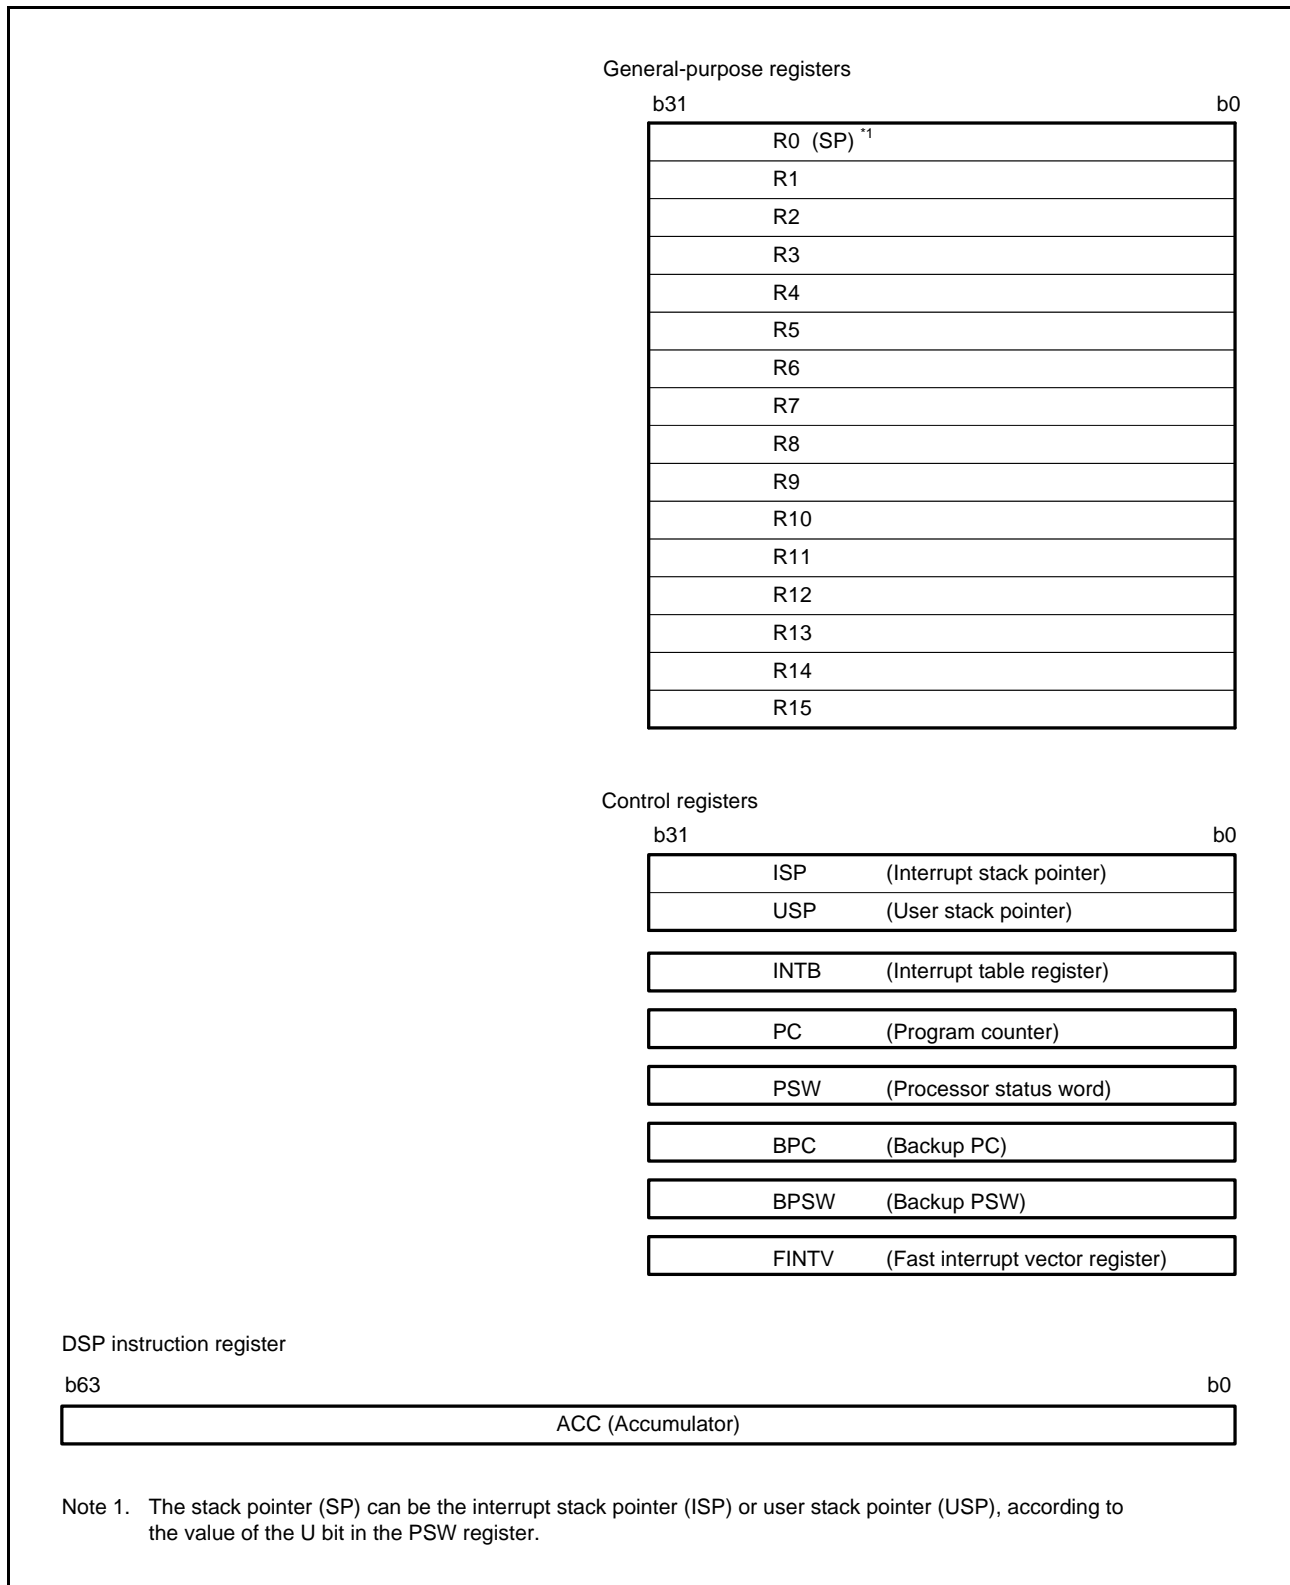 General-purpose registers
b31 b0
R0 (SP) *1
R1
R2
R3
R4
R5
R6
R7
R8
R9
R10
R11
R12
R13
R14
R15
Control registers
b31 b0
ISP (Interrupt stack pointer)
USP (User stack pointer)
INTB (Interrupt table register)
PC (Program counter)
PSW (Processor status word)
BPC (Backup PC)
BPSW (Backup PSW)
FINTV (Fast interrupt vector register)
DSP instruction register
b63 b0
ACC (Accumulator)
Note 1. The stack pointer (SP) can be the interrupt stack pointer (ISP) or user stack pointer (USP), according to
the value of the U bit in the PSW register.